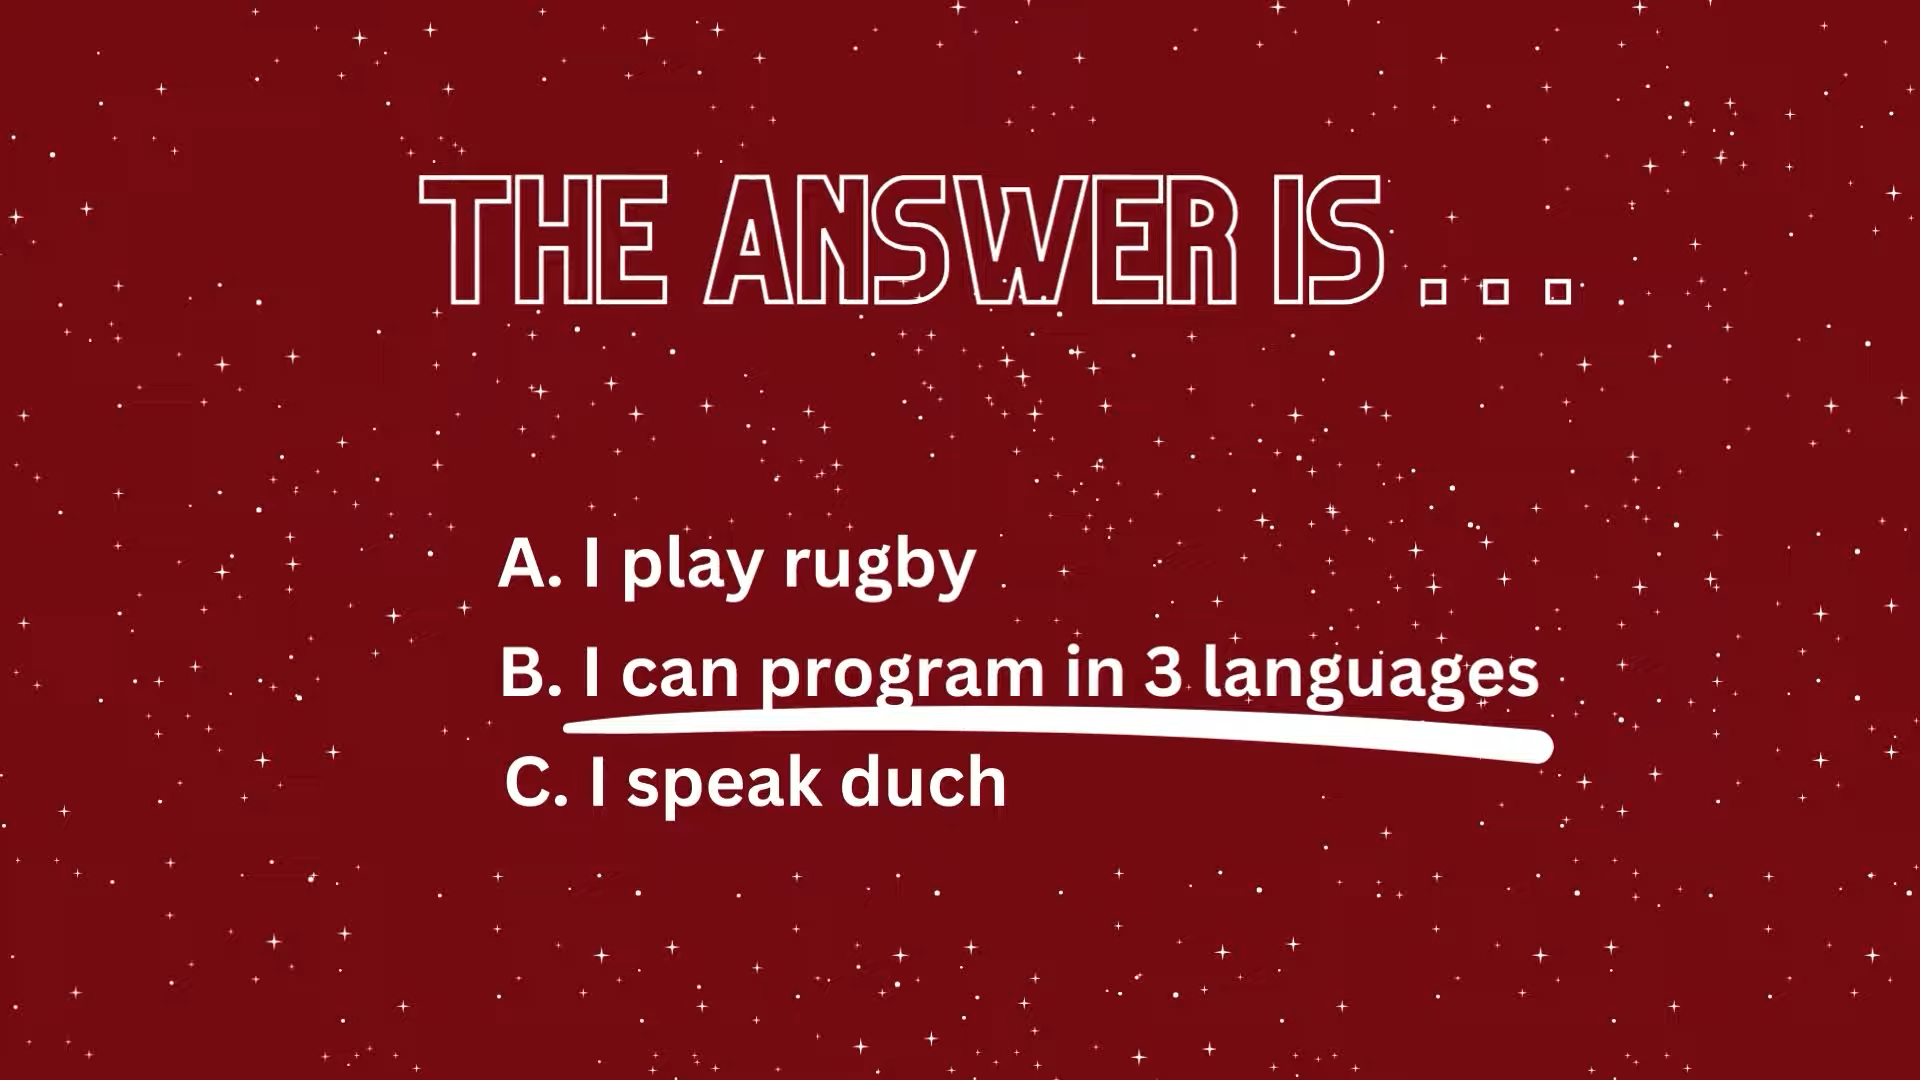 THE ANSWER IS . . .
A. I play rugby
B. I can program in 3 languages
C. I speak duch